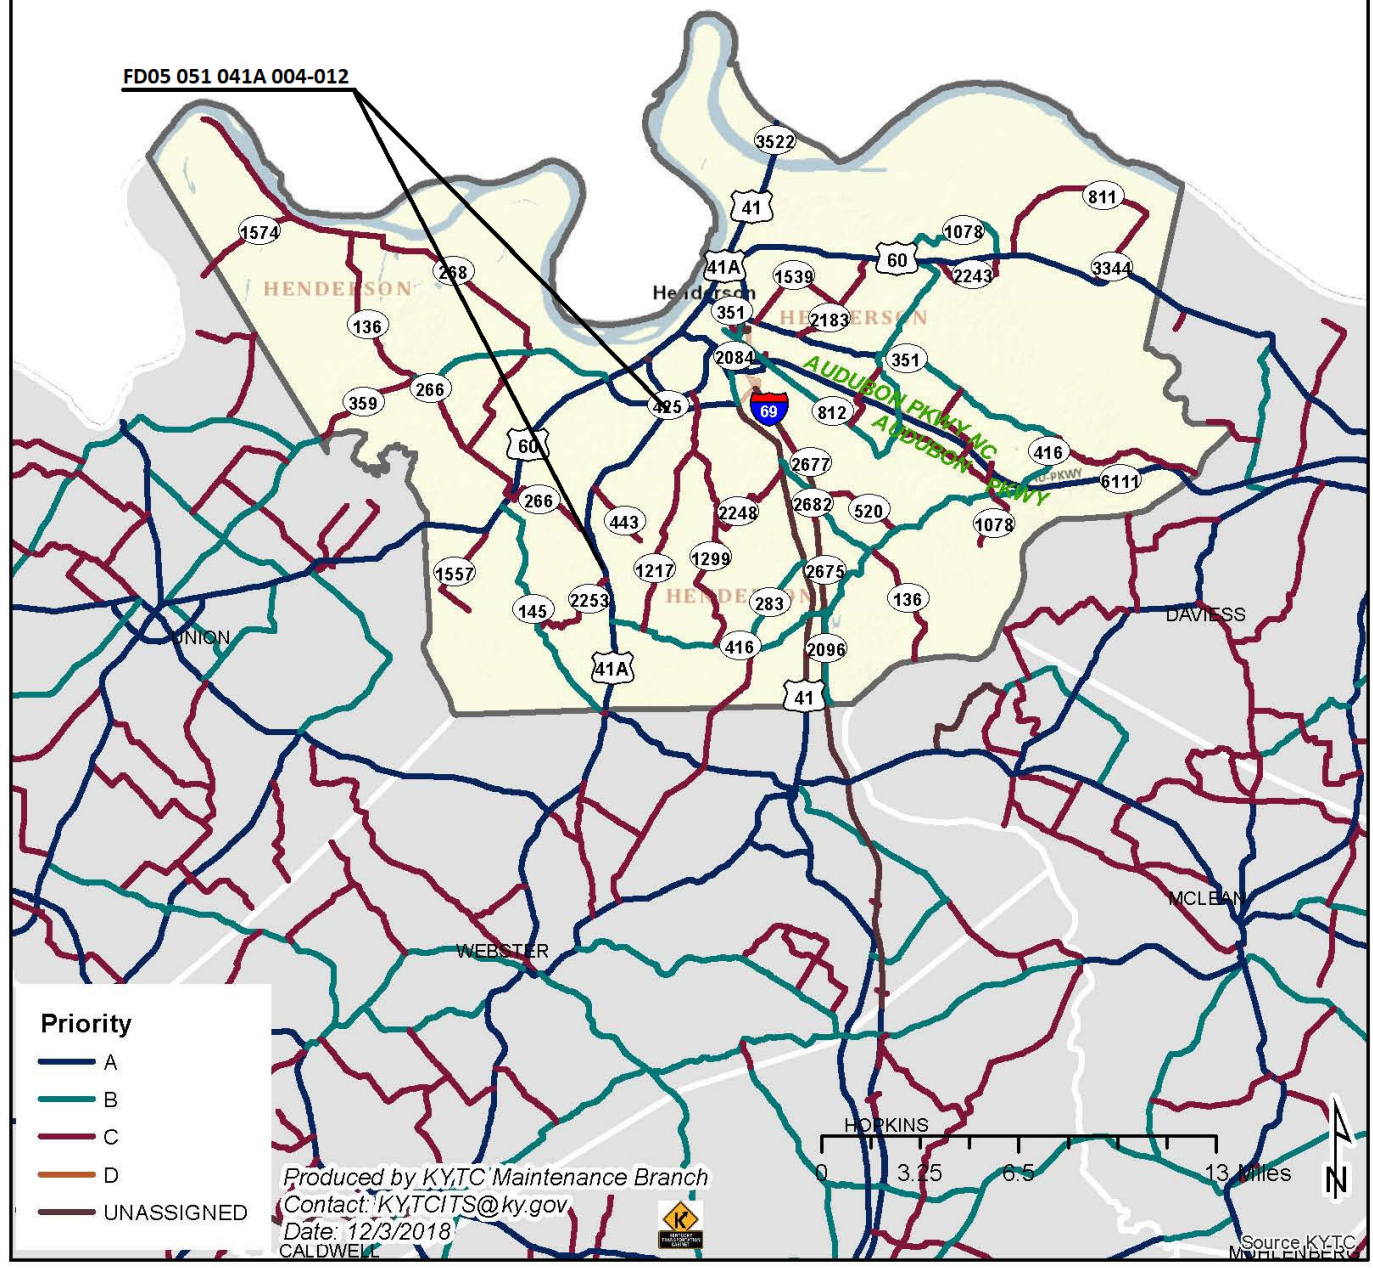 FD05 051 041A 004-012
3522
41
811
1574
1078
60
41A
268
1539
2243
3344
HENDERSON
Henderson
351
HENDERSON
2183
136
2084
351
AUDUBON PKWY NC
266
359
425
69
812
AUDUBON PKWY
60
416
2677
6111
266
443
2248
2682
520
1078
1299
1217
1557
2675
HENDERSON
2253
283
136
145
DAVIESS
UNION
416
2096
41A
41
MCLEAN
WEBSTER
Priority
A
B
C
D
UNASSIGNED
HOPKINS
0 3.25 6.5 13 Miles
N
Produced by KYTC Maintenance Branch
Contact: KYTCITS@ky.gov
Date: 12/3/2018
CALDWELL
KENTUCKY
TRANSPORTATION
CABINET
Source KYTC
MUHLENBERG